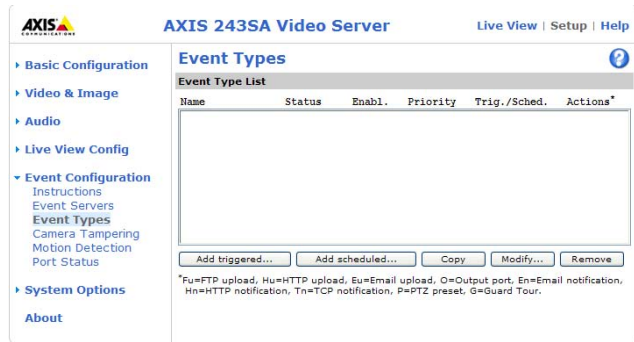 AXIS
COMMUNICATIONS
AXIS 243SA Video Server
Live View | Setup | Help
Basic Configuration
Video & Image
Audio
Live View Config
Event Configuration
Instructions
Event Servers
Event Types
Camera Tampering
Motion Detection
Port Status
System Options
About
Event Types
?
Event Type List
Name Status Enabl. Priority Trig./Sched. Actions*
Add triggered... Add scheduled... Copy Modify... Remove
*Fu=FTP upload, Hu=HTTP upload, Eu=Email upload, O=Output port, En=Email notification,
Hn=HTTP notification, Tn=TCP notification, P=PTZ preset, G=Guard Tour.